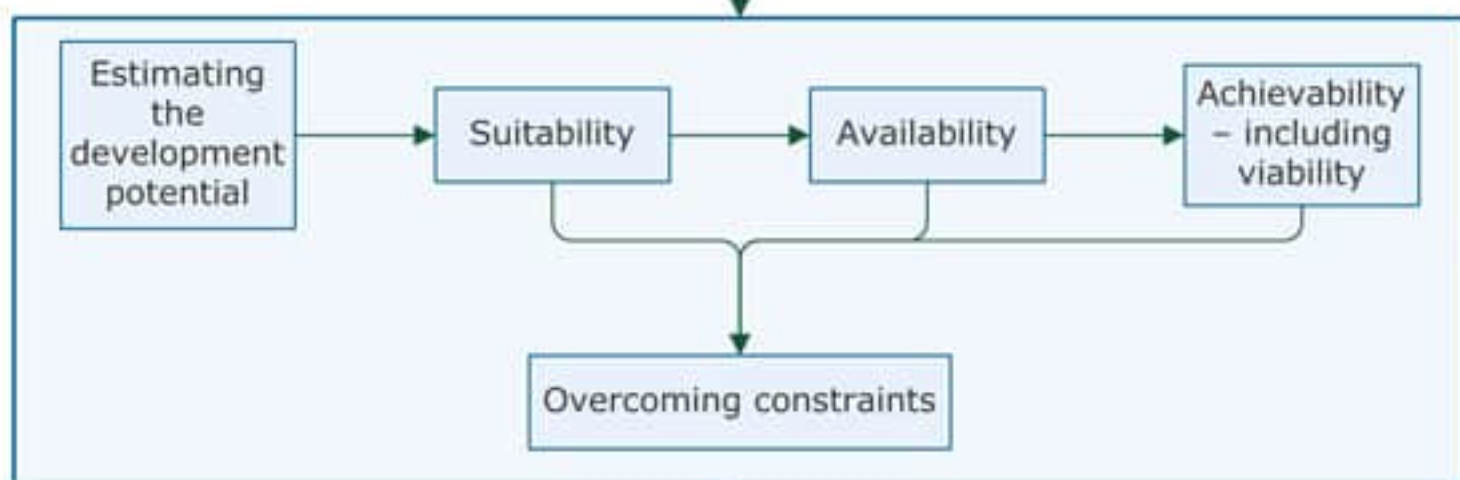 Estimating
the
development
potential
Suitability
Availability
Achievability
– including
viability
Overcoming constraints